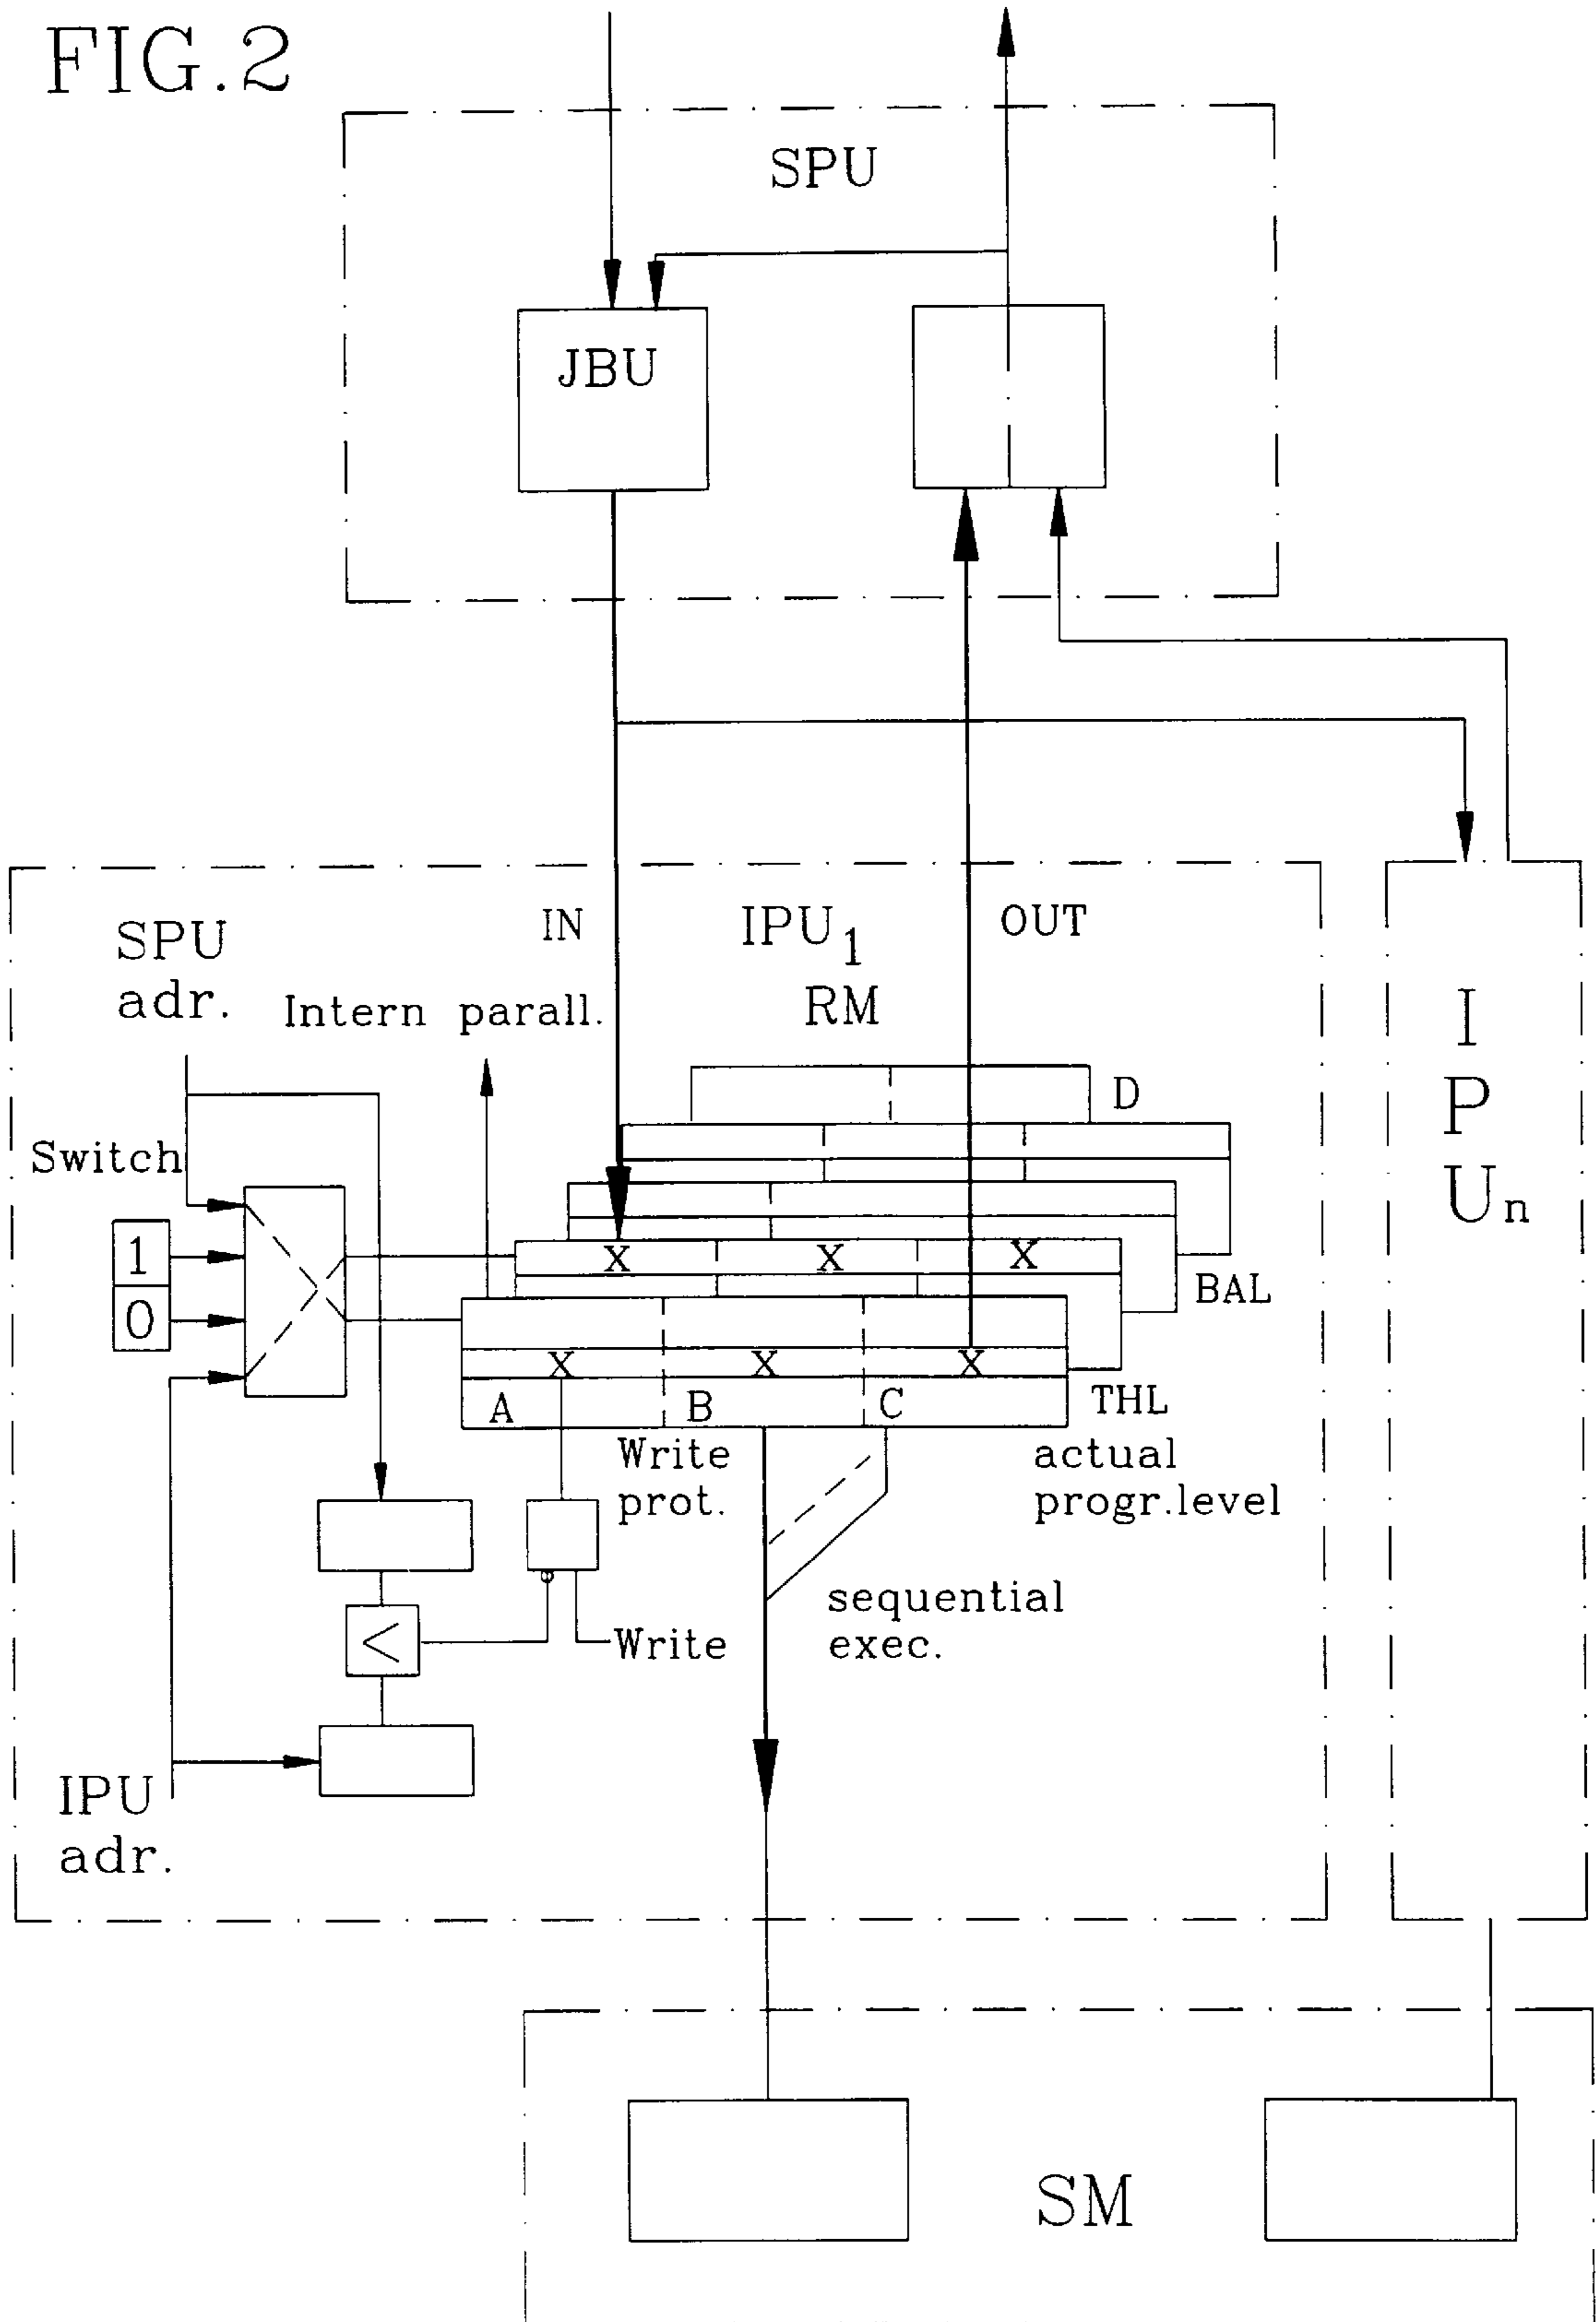 FIG.2
SPU
JBU
IN
IPU1
OUT
SPU
adr.
Intern parall.
RM
I
P
Un
D
Switch
1
0
X X X
BAL
X X X
A B C
THL
Write
prot.
actual
progr.level
<
Write
sequential
exec.
IPU
adr.
SM